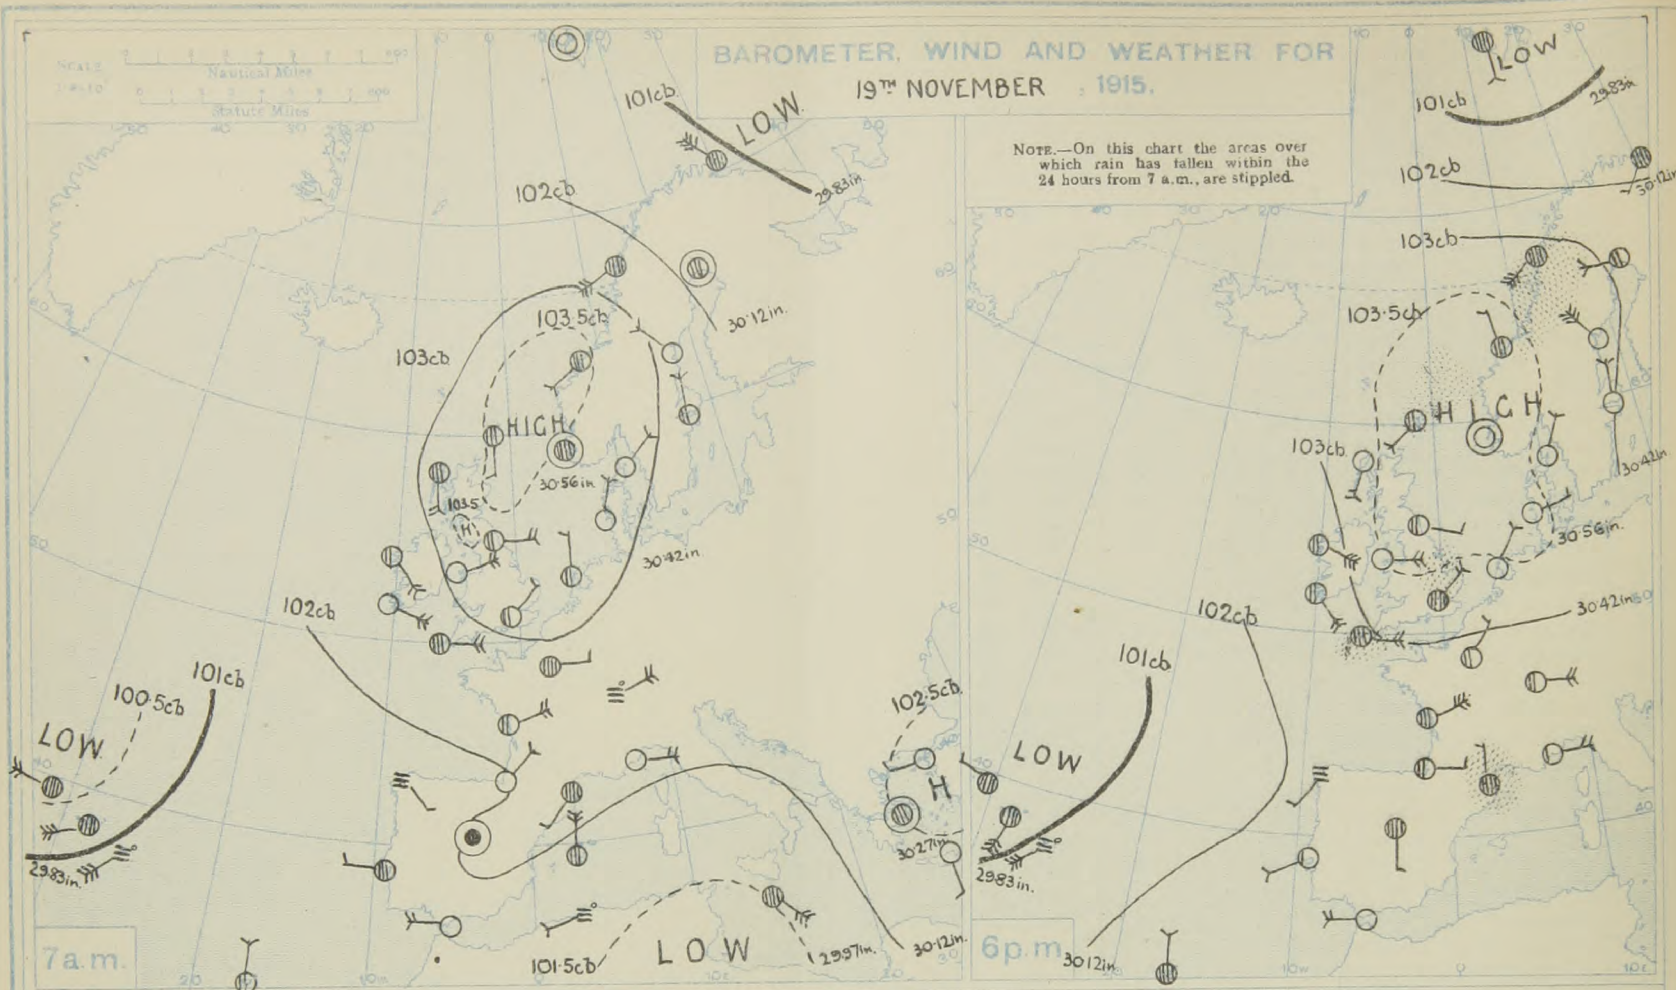 BAROMETER, WIND AND WEATHER FOR
19TH NOVEMBER, 1915.
NOTE.—On this chart the areas over
which rain has fallen within the
24 hours from 7 a.m., are stippled.
SCALE
Nautical Miles
Statute Miles
101cb
LOW
29.83in.
102cb
30.12in.
103.5cb
103cb
HIGH
30.56in.
103.5
H
30.42in.
102cb
101cb
100.5cb
LOW
29.83in.
102.5cb
H
30.27in.
101.5cb
LOW
29.97in.
30.12in.
7a.m.
LOW
101cb
29.83in
102cb
30.12in
103cb
103.5cb
HIGH
103cb
30.42in.
30.56in.
30.42in
102cb
101cb
LOW
29.83in.
30.12in.
6p.m.